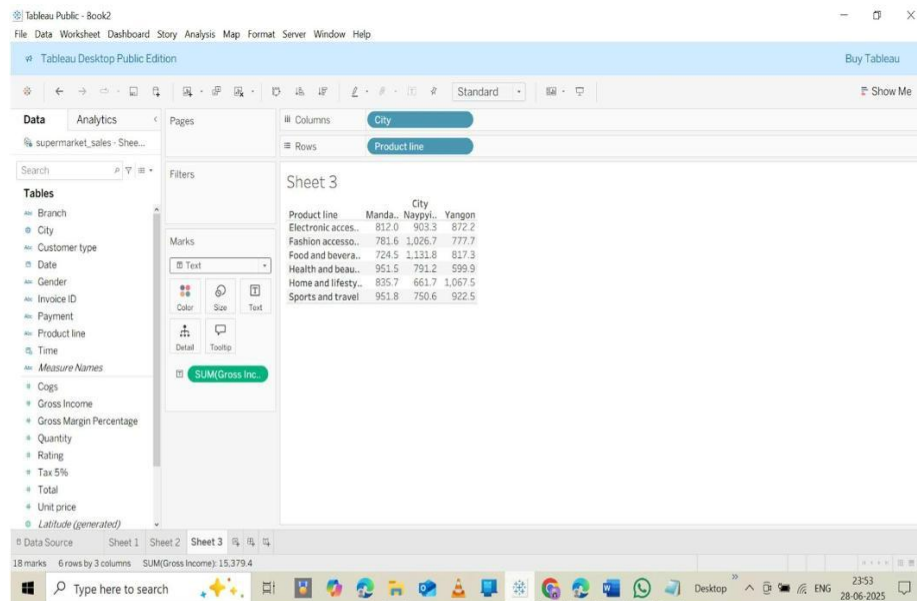 Tableau Public - Book2
File Data Worksheet Dashboard Story Analysis Map Format Server Window Help
Tableau Desktop Public Edition
Buy Tableau
Standard
Show Me
Data Analytics
Pages
Columns City
supermarket_sales - Shee...
Rows Product line
Search
Filters
Sheet 3
Tables
City
Product line Manda.. Naypyi.. Yangon
Electronic acces.. 812.0 903.3 872.2
Fashion accesso.. 781.6 1,026.7 777.7
Food and bevera.. 724.5 1,131.8 817.3
Health and beau.. 951.5 791.2 599.9
Home and lifesty.. 835.7 661.7 1,067.5
Sports and travel 951.8 750.6 922.5
Abc Branch
City
Abc Customer type
Date
Abc Gender
Abc Invoice ID
Abc Payment
Abc Product line
Time
Abc Measure Names
# Cogs
# Gross Income
# Gross Margin Percentage
# Quantity
# Rating
# Tax 5%
# Total
# Unit price
Latitude (generated)
Marks
Text
Color Size Text
Detail Tooltip
SUM(Gross Inc..
Data Source Sheet 1 Sheet 2 Sheet 3
18 marks 6 rows by 3 columns SUM(Gross Income): 15,379.4
Type here to search
Desktop
ENG
23:53
28-06-2025